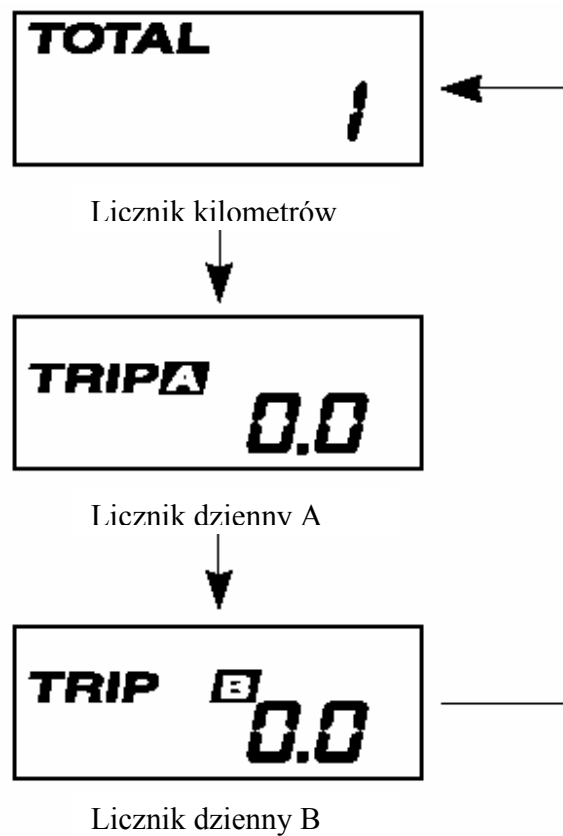 TOTAL
1
Licznik kilometrów
TRIP A
0.0
Licznik dzienny A
TRIP B
0.0
Licznik dzienny B